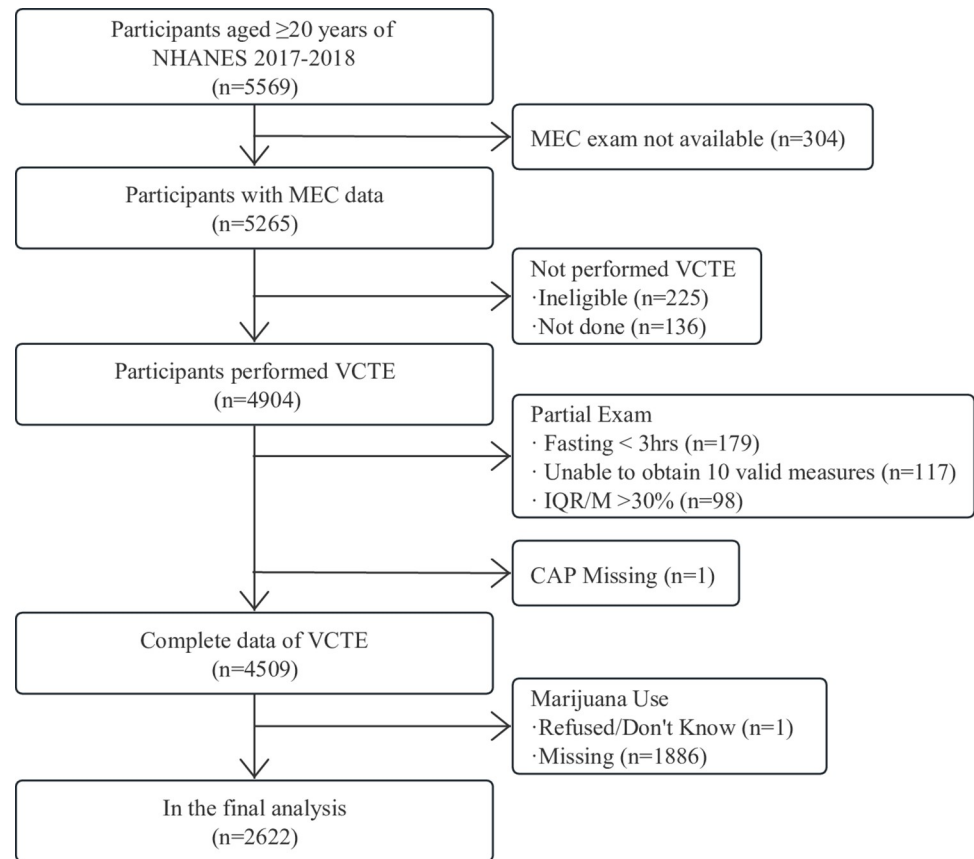 Participants aged ≥20 years of
NHANES 2017-2018
(n=5569)
MEC exam not available (n=304)
Participants with MEC data
(n=5265)
Not performed VCTE
·Ineligible (n=225)
·Not done (n=136)
Participants performed VCTE
(n=4904)
Partial Exam
· Fasting < 3hrs (n=179)
· Unable to obtain 10 valid measures (n=117)
· IQR/M >30% (n=98)
CAP Missing (n=1)
Complete data of VCTE
(n=4509)
Marijuana Use
·Refused/Don't Know (n=1)
·Missing (n=1886)
In the final analysis
(n=2622)